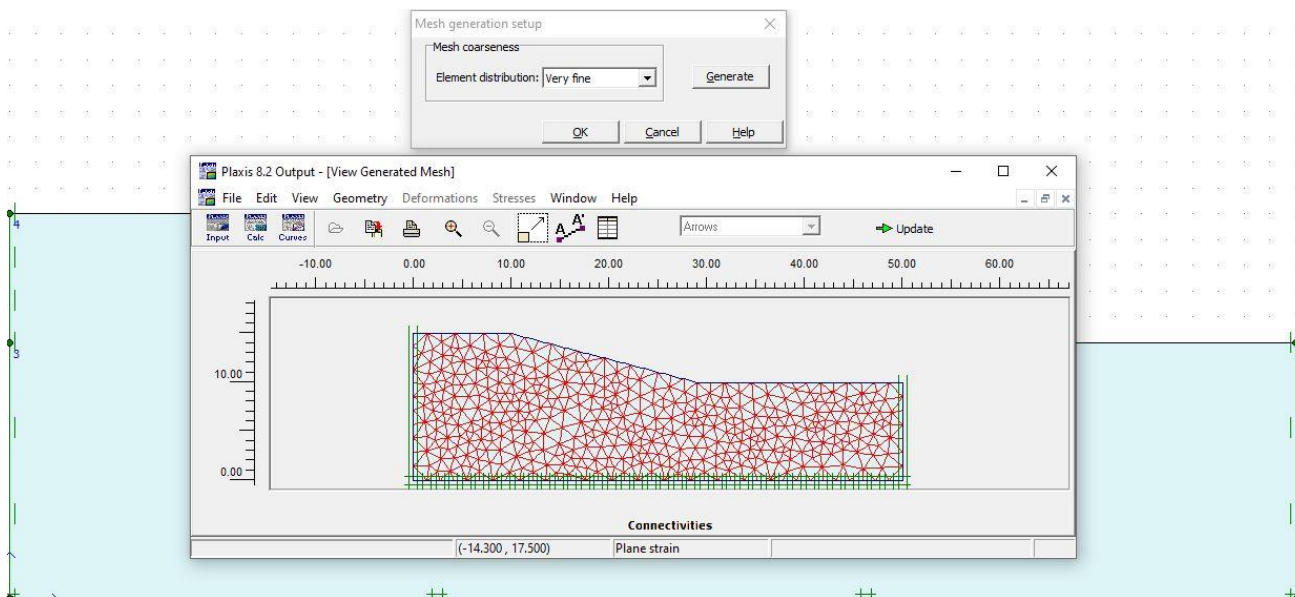 Mesh generation setup
Mesh coarseness
Element distribution: Very fine
Generate
OK Cancel Help
Plaxis 8.2 Output - [View Generated Mesh]
File Edit View Geometry Deformations Stresses Window Help
Input Calc Curves A A' Arrows Update
-10.00 0.00 10.00 20.00 30.00 40.00 50.00 60.00
4
3
10.00
0.00
Connectivities
(-14.300 , 17.500) Plane strain